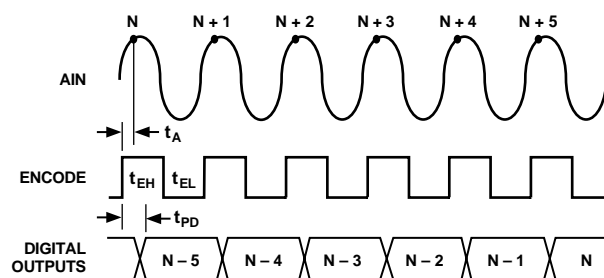 N N + 1 N + 2 N + 3 N + 4 N + 5
AIN
tA
ENCODE tEH tEL
tPD
DIGITAL
OUTPUTS N – 5 N – 4 N – 3 N – 2 N – 1 N